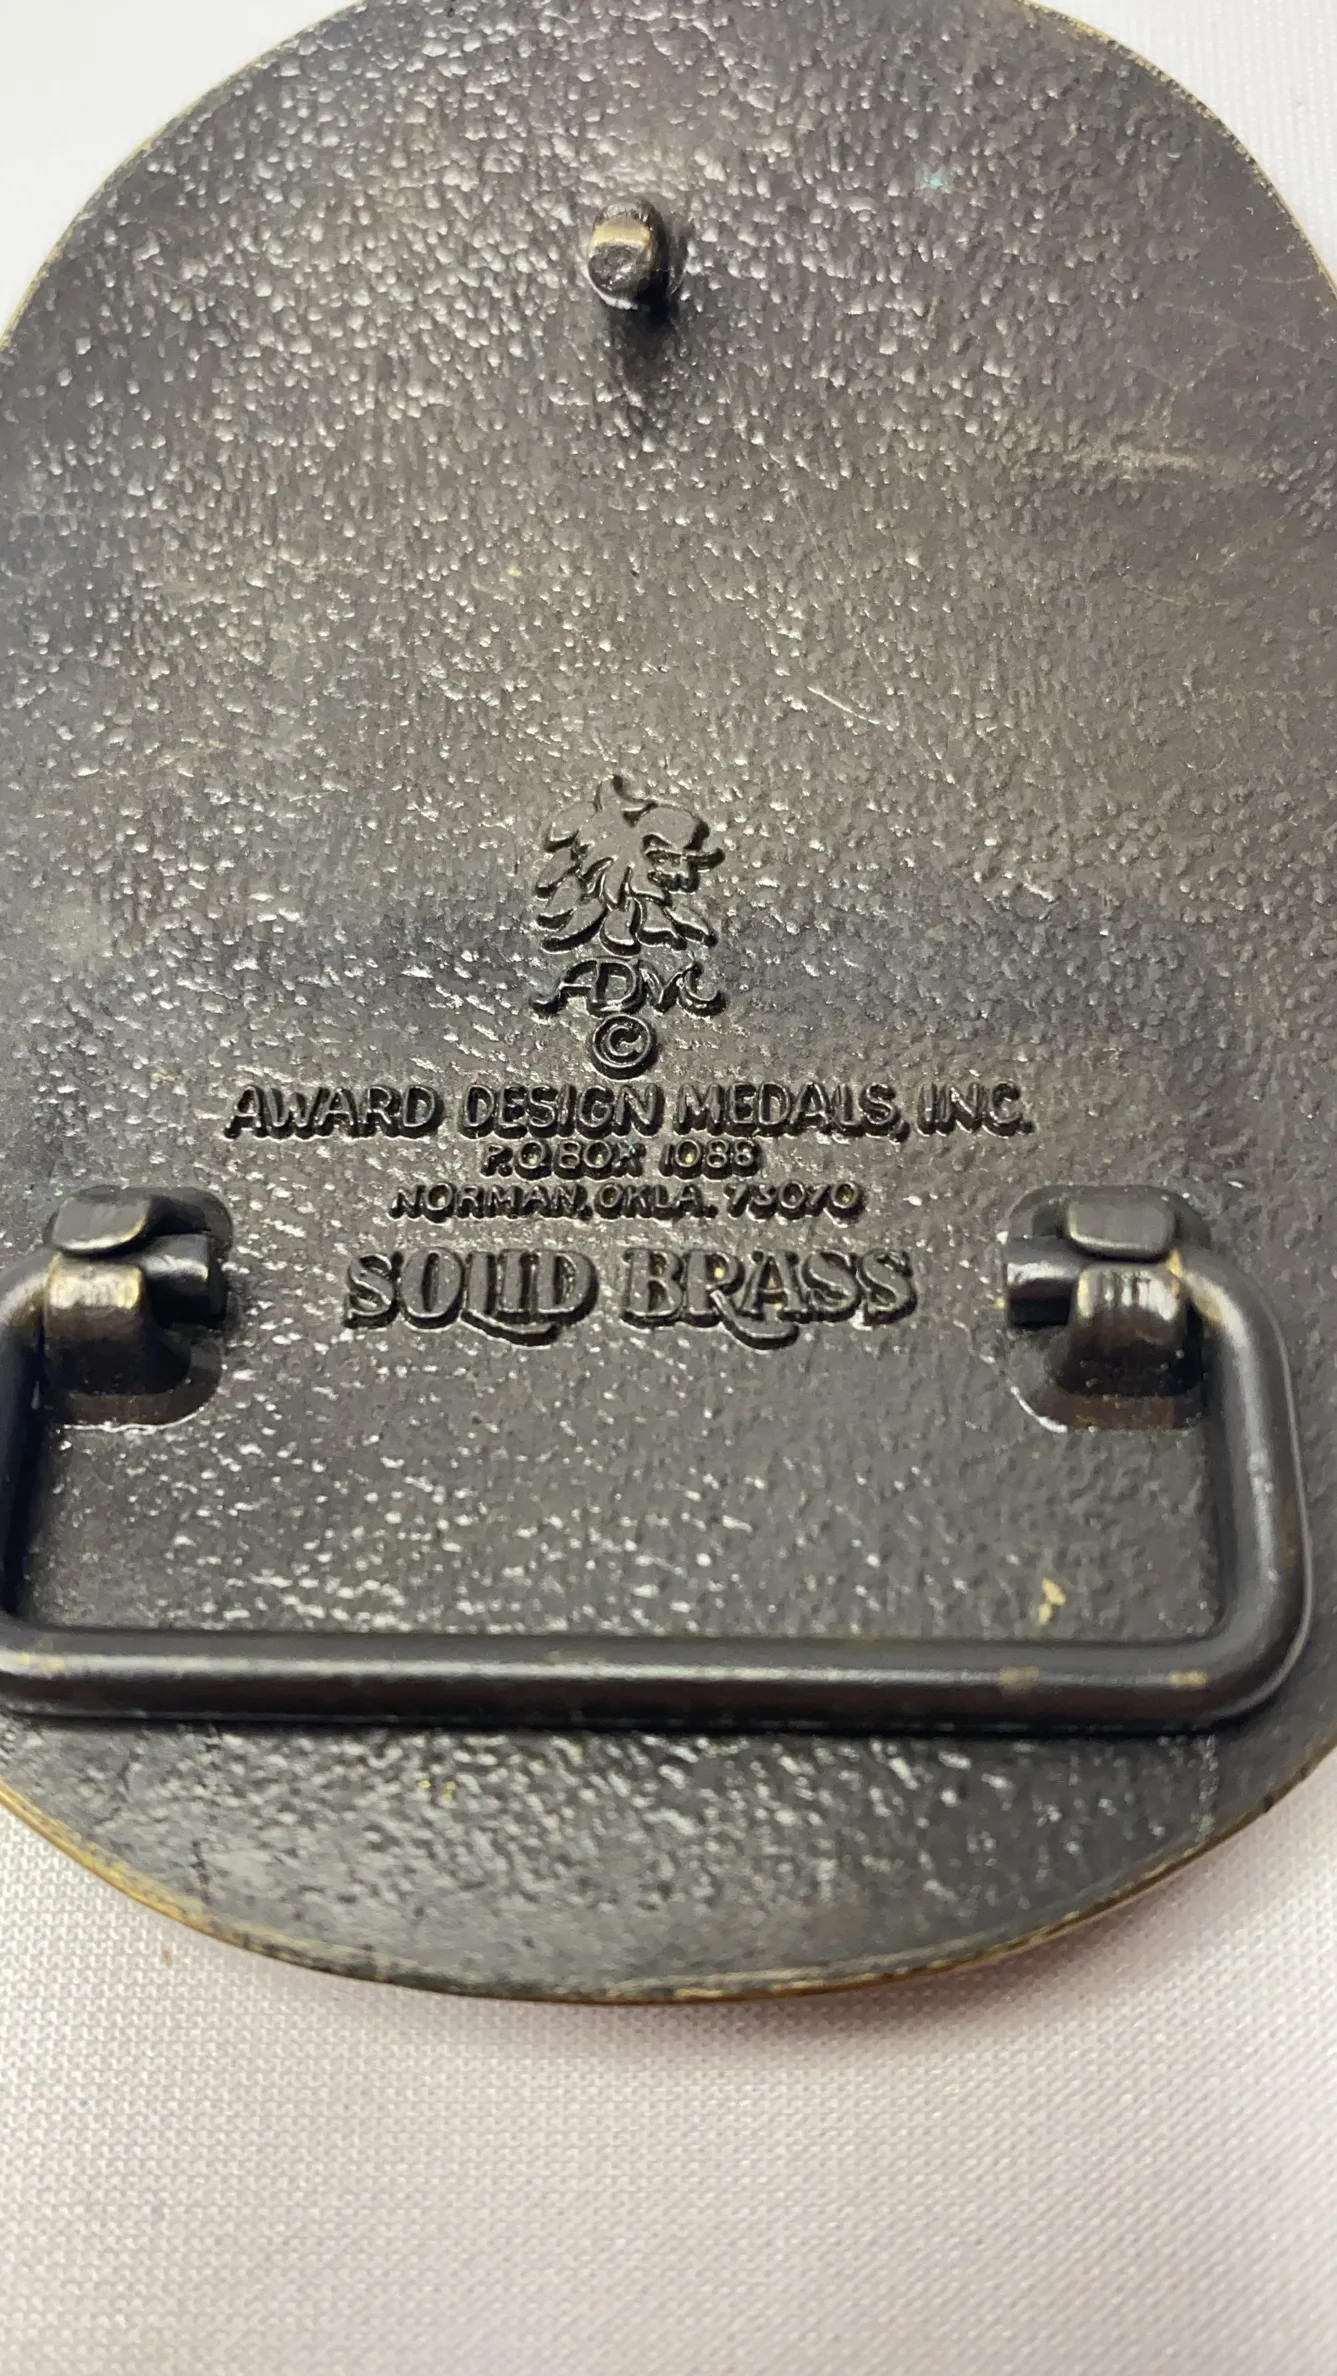 ADM
©
AWARD DESIGN MEDALS, INC.
P.O. BOX 1088
NORMAN, OKLA. 73070
SOLID BRASS